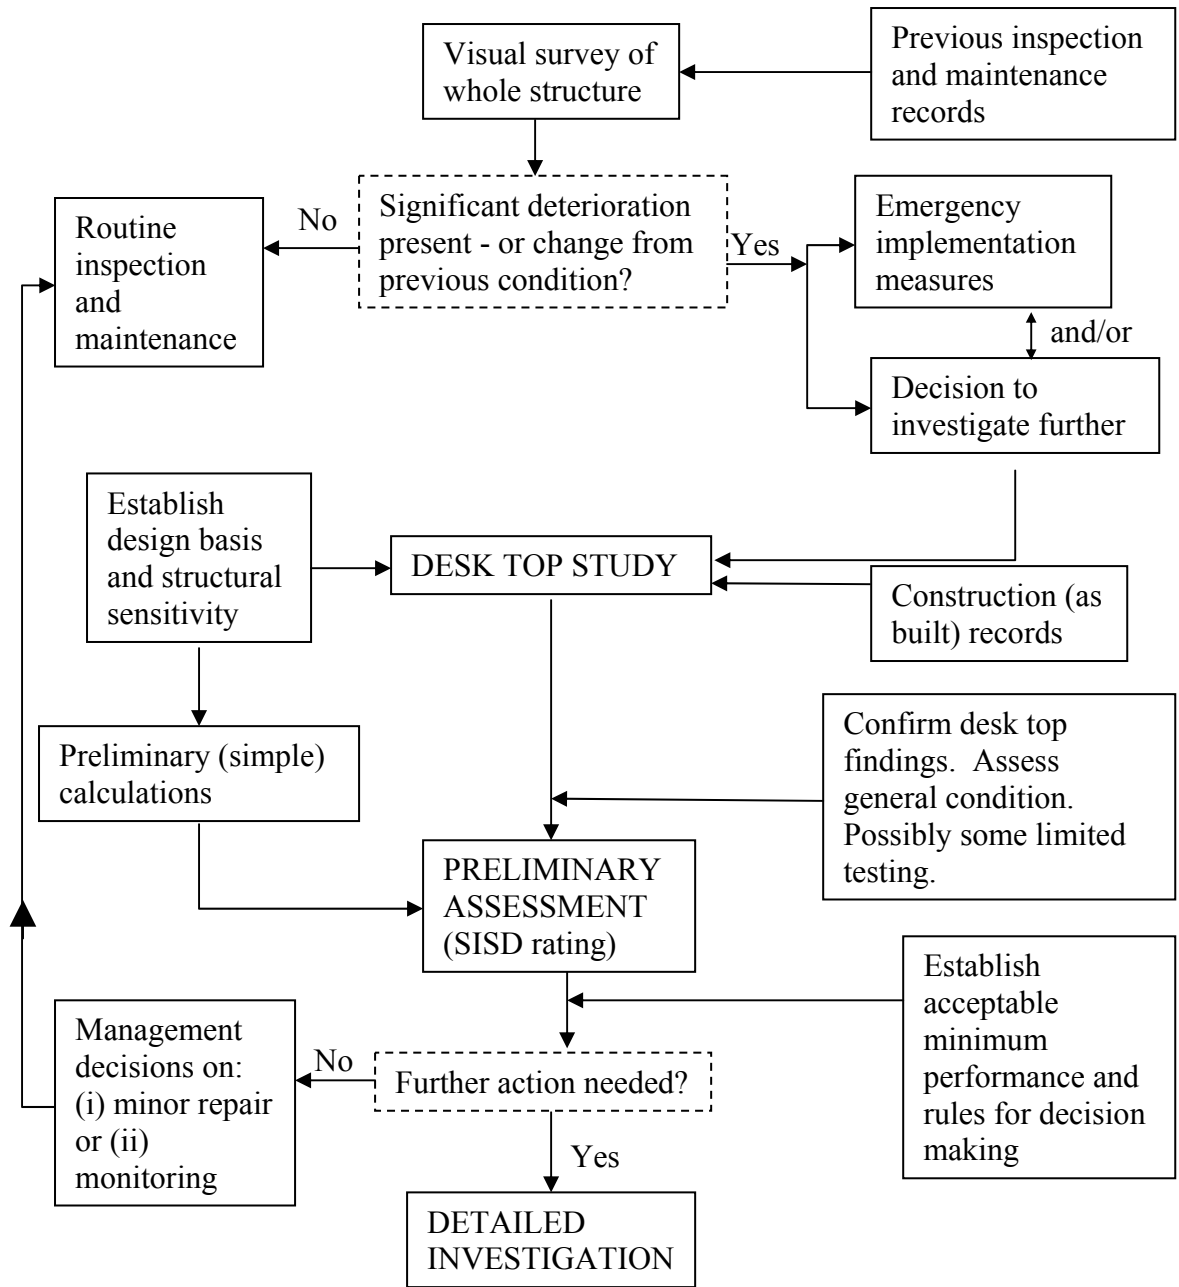 Visual survey of
whole structure
Previous inspection
and maintenance
records
Routine
inspection
and
maintenance
No
Significant deterioration
present - or change from
previous condition?
Yes
Emergency
implementation
measures
and/or
Decision to
investigate further
Establish
design basis
and structural
sensitivity
DESK TOP STUDY
Construction (as
built) records
Preliminary (simple)
calculations
Confirm desk top
findings.  Assess
general condition.
Possibly some limited
testing.
PRELIMINARY
ASSESSMENT
(SISD rating)
Establish
acceptable
minimum
performance and
rules for decision
making
Management
decisions on:
(i) minor repair
or (ii)
monitoring
No
Further action needed?
Yes
DETAILED
INVESTIGATION